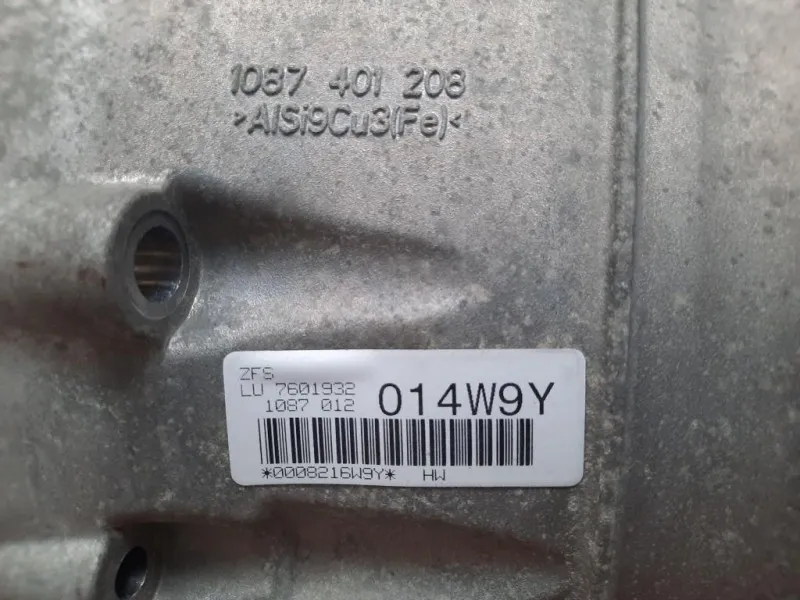 1087 401 208
>AlSi9Cu3(Fe)<
ZFS
LU 7601932
1087 012
014W9Y
*0008216W9Y* HW